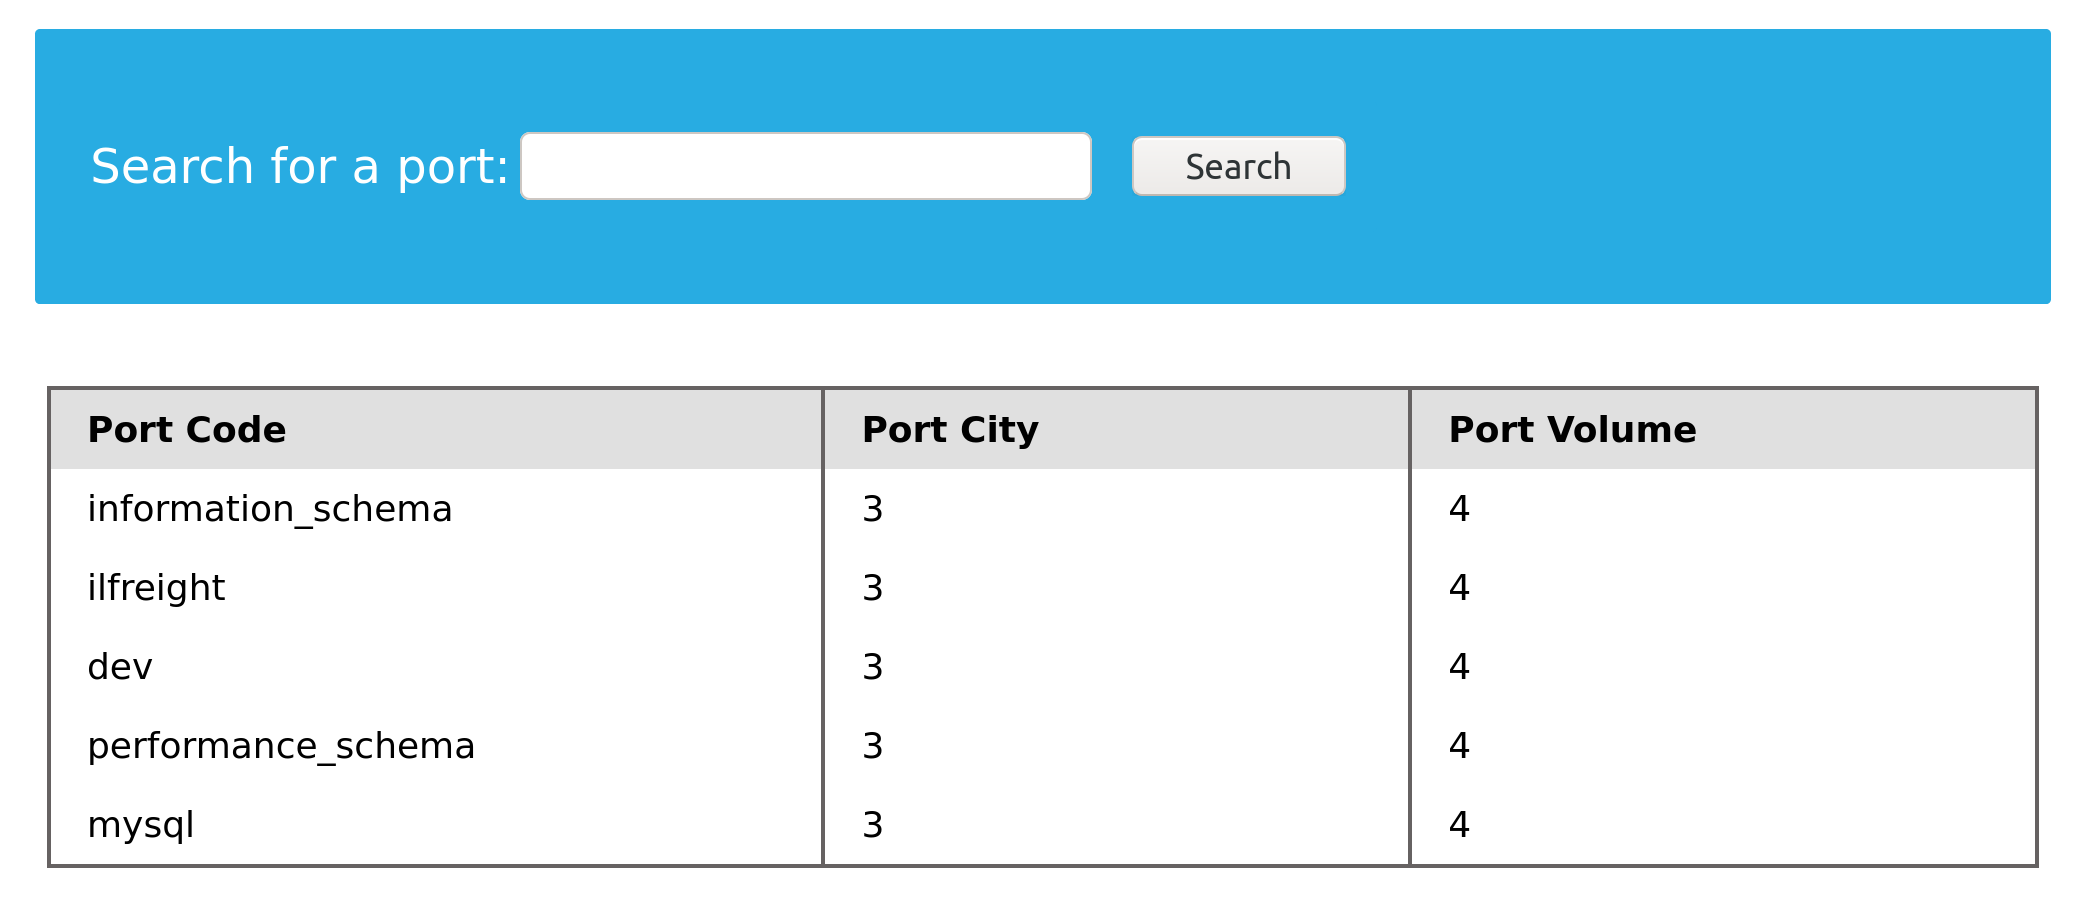 Search for a port: Search
Port Code Port City Port Volume
information_schema 3 4
ilfreight 3 4
dev 3 4
performance_schema 3 4
mysql 3 4